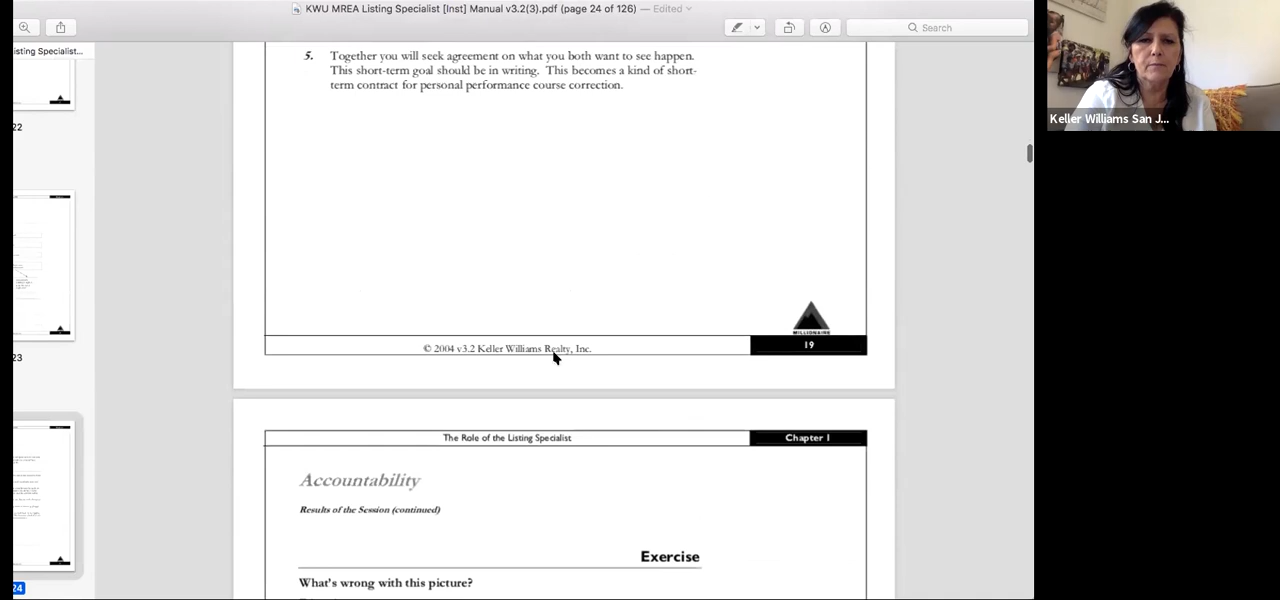 KWU MREA Listing Specialist [Inst] Manual v3.2(3).pdf (page 24 of 126) — Edited
Search
isting Specialist...
Keller Williams San J...
22
23
24
5. Together you will seek agreement on what you both want to see happen.
This short-term goal should be in writing. This becomes a kind of short-
term contract for personal performance course correction.
MILLIONAIRE
© 2004 v3.2 Keller Williams Realty, Inc.
19
The Role of the Listing Specialist
Chapter 1
Accountability
Results of the Session (continued)
Exercise
What's wrong with this picture?